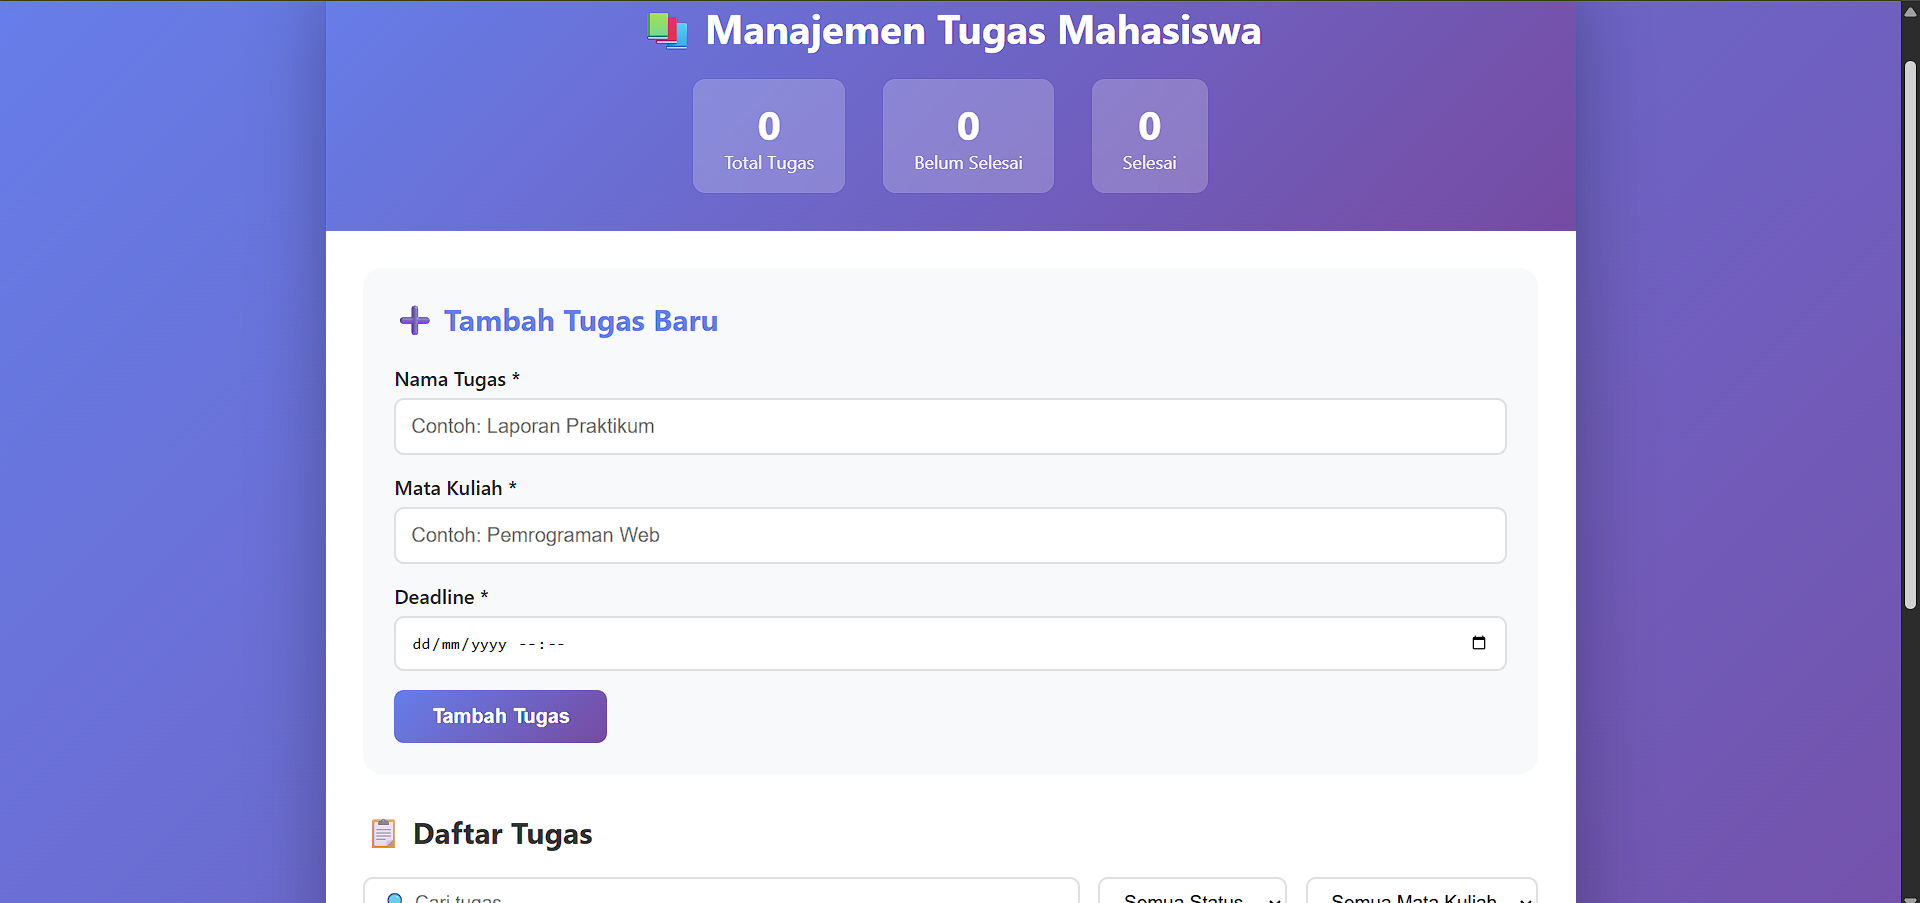 Manajemen Tugas Mahasiswa
0 0 0
Total Tugas Belum Selesai Selesai
Tambah Tugas Baru
Nama Tugas *
Contoh: Laporan Praktikum
Mata Kuliah *
Contoh: Pemrograman Web
Deadline *
dd/mm/yyyy --:--
Tambah Tugas
Daftar Tugas
Cari tugas Semua Status Semua Mata Kuliah